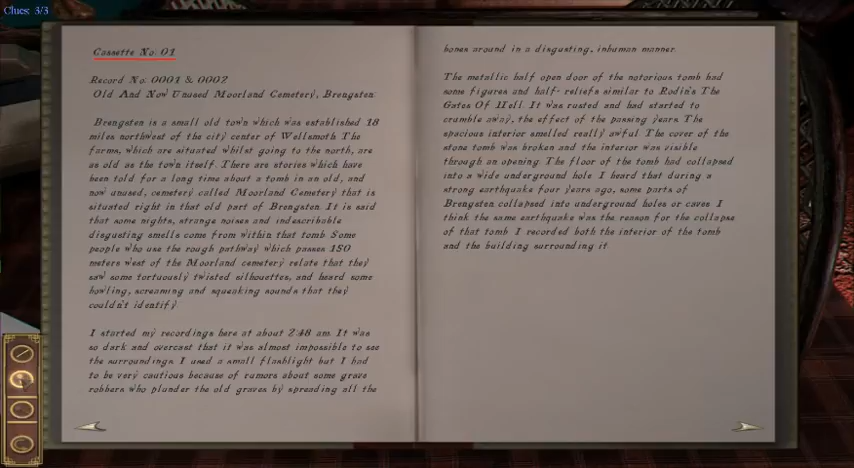 Clues: 3/3
Cassette No: 01
Record No: 0001 & 0002
Old And Now Unused Moorland Cemetery, Brengsten
Brengsten is a small old town which was established 18
miles northwest of the city center of Wellsmoth The
farms, which are situated whilst going to the north, are
as old as the town itself. There are stories which have
been told for a long time about a tomb in an old, and
now unused, cemetery called Moorland Cemetery that is
situated right in that old part of Brengsten. It is said
that some nights, strange noises and indescribable
disgusting smells come from within that tomb. Some
people who use the rough pathway which passes 150
meters west of the Moorland cemetery relate that they
saw some tortuously twisted silhouettes, and heard some
howling, screaming and squeaking sounds that they
couldn't identify
I started my recordings here at about 2:48 am. It was
so dark and overcast that it was almost impossible to see
the surroundings. I used a small flashlight but I had
to be very cautious because of rumors about some grave
robbers who plunder the old graves by spreading all the
bones around in a disgusting, inhuman manner.
The metallic half open door of the notorious tomb had
some figures and half-reliefs similar to Rodin's The
Gates Of Hell. It was rusted and had started to
crumble away, the effect of the passing years. The
spacious interior smelled really awful. The cover of the
stone tomb was broken and the interior was visible
through an opening. The floor of the tomb had collapsed
into a wide underground hole. I heard that during a
strong earthquake four years ago, some parts of
Brengsten collapsed into underground holes or caves. I
think the same earthquake was the reason for the collapse
of that tomb. I recorded both the interior of the tomb
and the building surrounding it